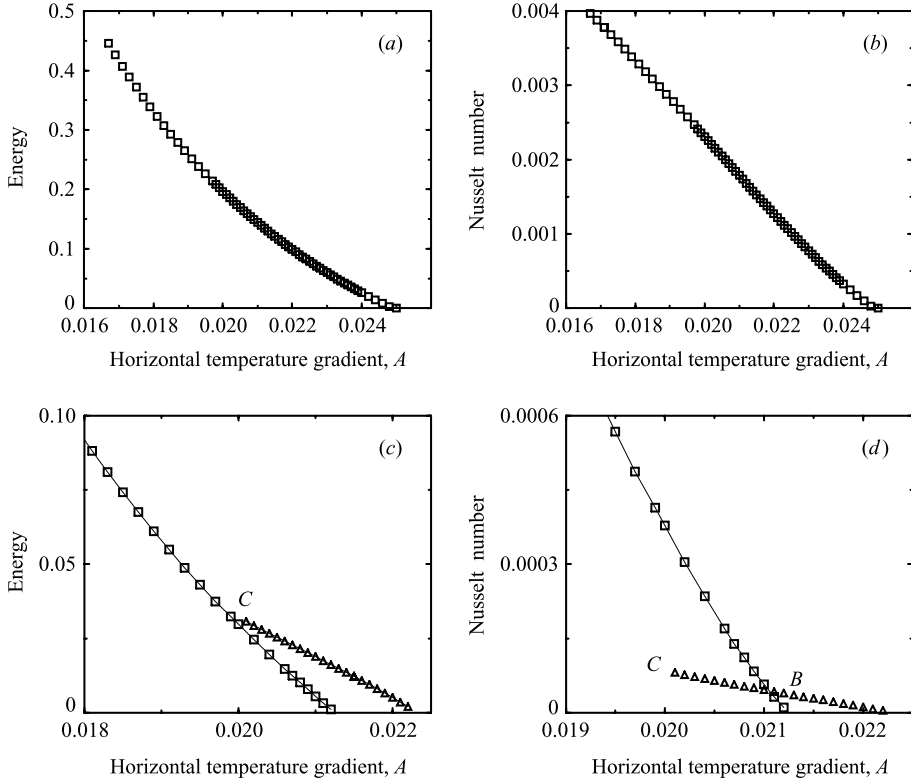 0.5
0.4
0.3
0.2
0.1
0
Energy
(a)
0.016 0.018 0.020 0.022 0.024
Horizontal temperature gradient, A
0.004
0.003
0.002
0.001
0
Nusselt number
(b)
0.016 0.018 0.020 0.022 0.024
Horizontal temperature gradient, A
0.10
0.05
0
Energy
(c)
C
0.018 0.020 0.022
Horizontal temperature gradient, A
0.0006
0.0003
0
Nusselt number
(d)
C
B
0.019 0.020 0.021 0.022
Horizontal temperature gradient, A